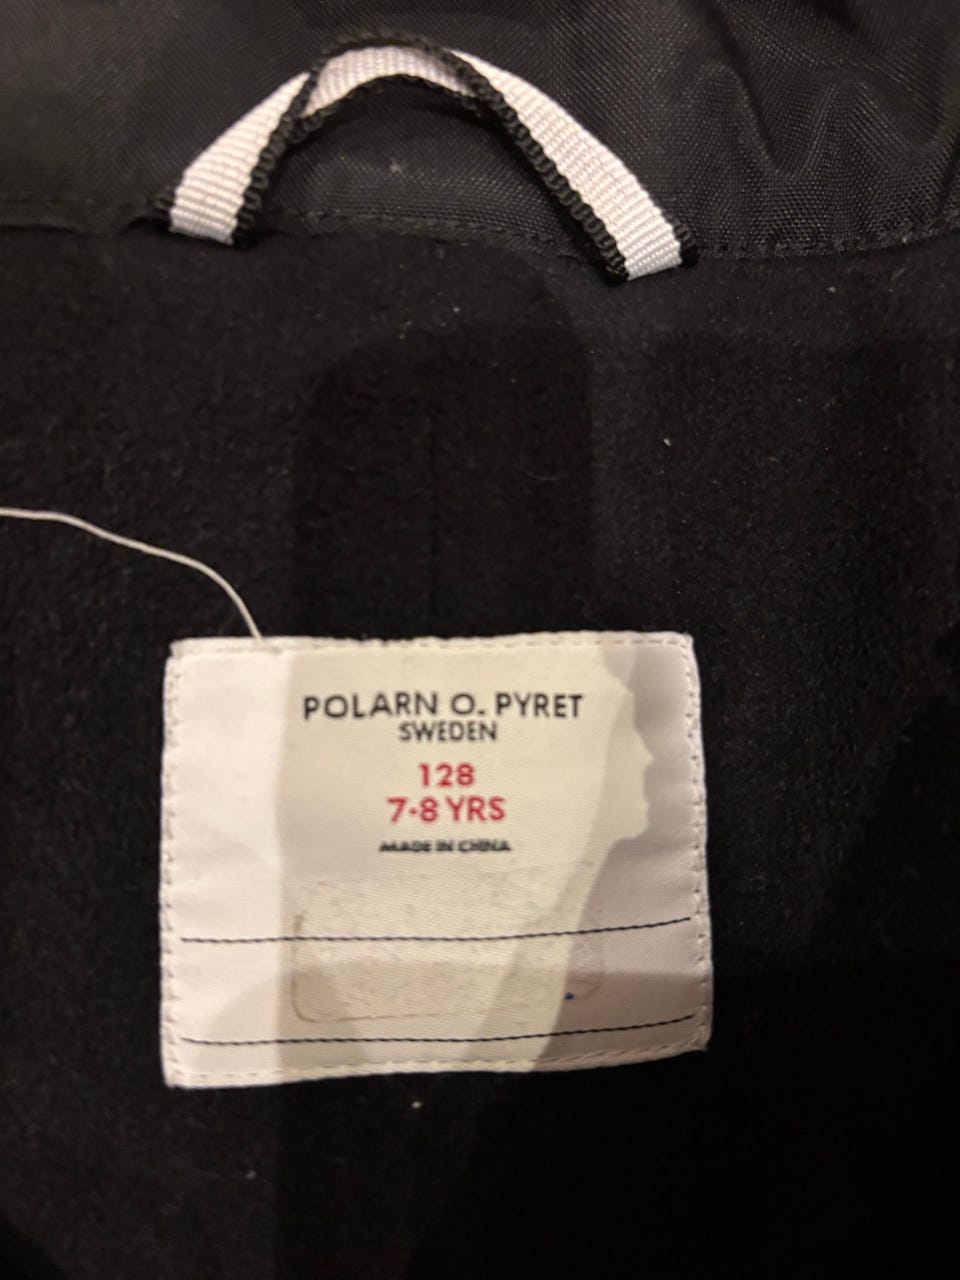 POLARN O. PYRET
SWEDEN
128
7-8 YRS
MADE IN CHINA